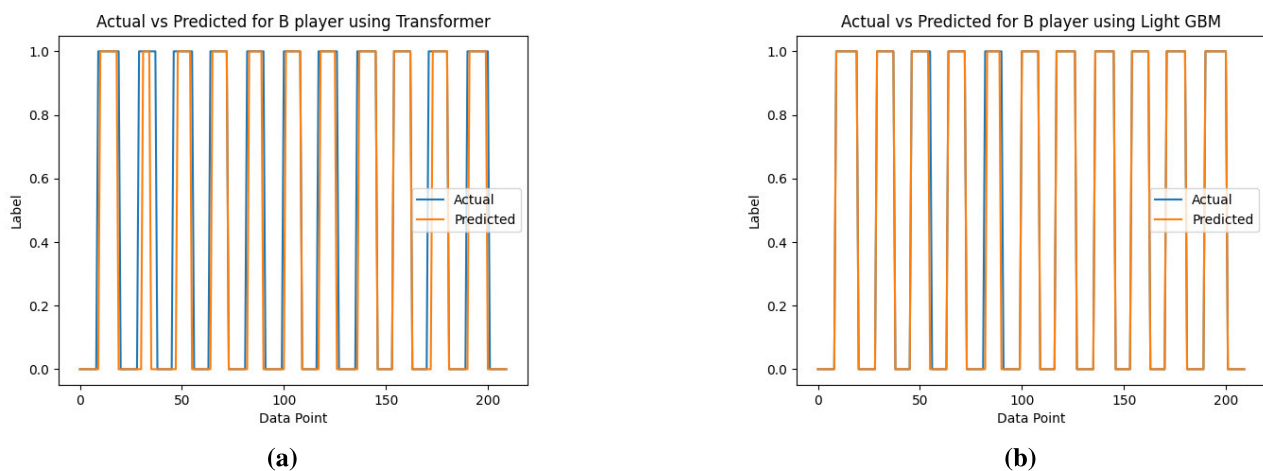 Actual vs Predicted for B player using Transformer
1.0
0.8
0.6
0.4
0.2
0.0
Label
Actual
Predicted
0 50 100 150 200
Data Point
(a)
Actual vs Predicted for B player using Light GBM
1.0
0.8
0.6
0.4
0.2
0.0
Label
Actual
Predicted
0 50 100 150 200
Data Point
(b)